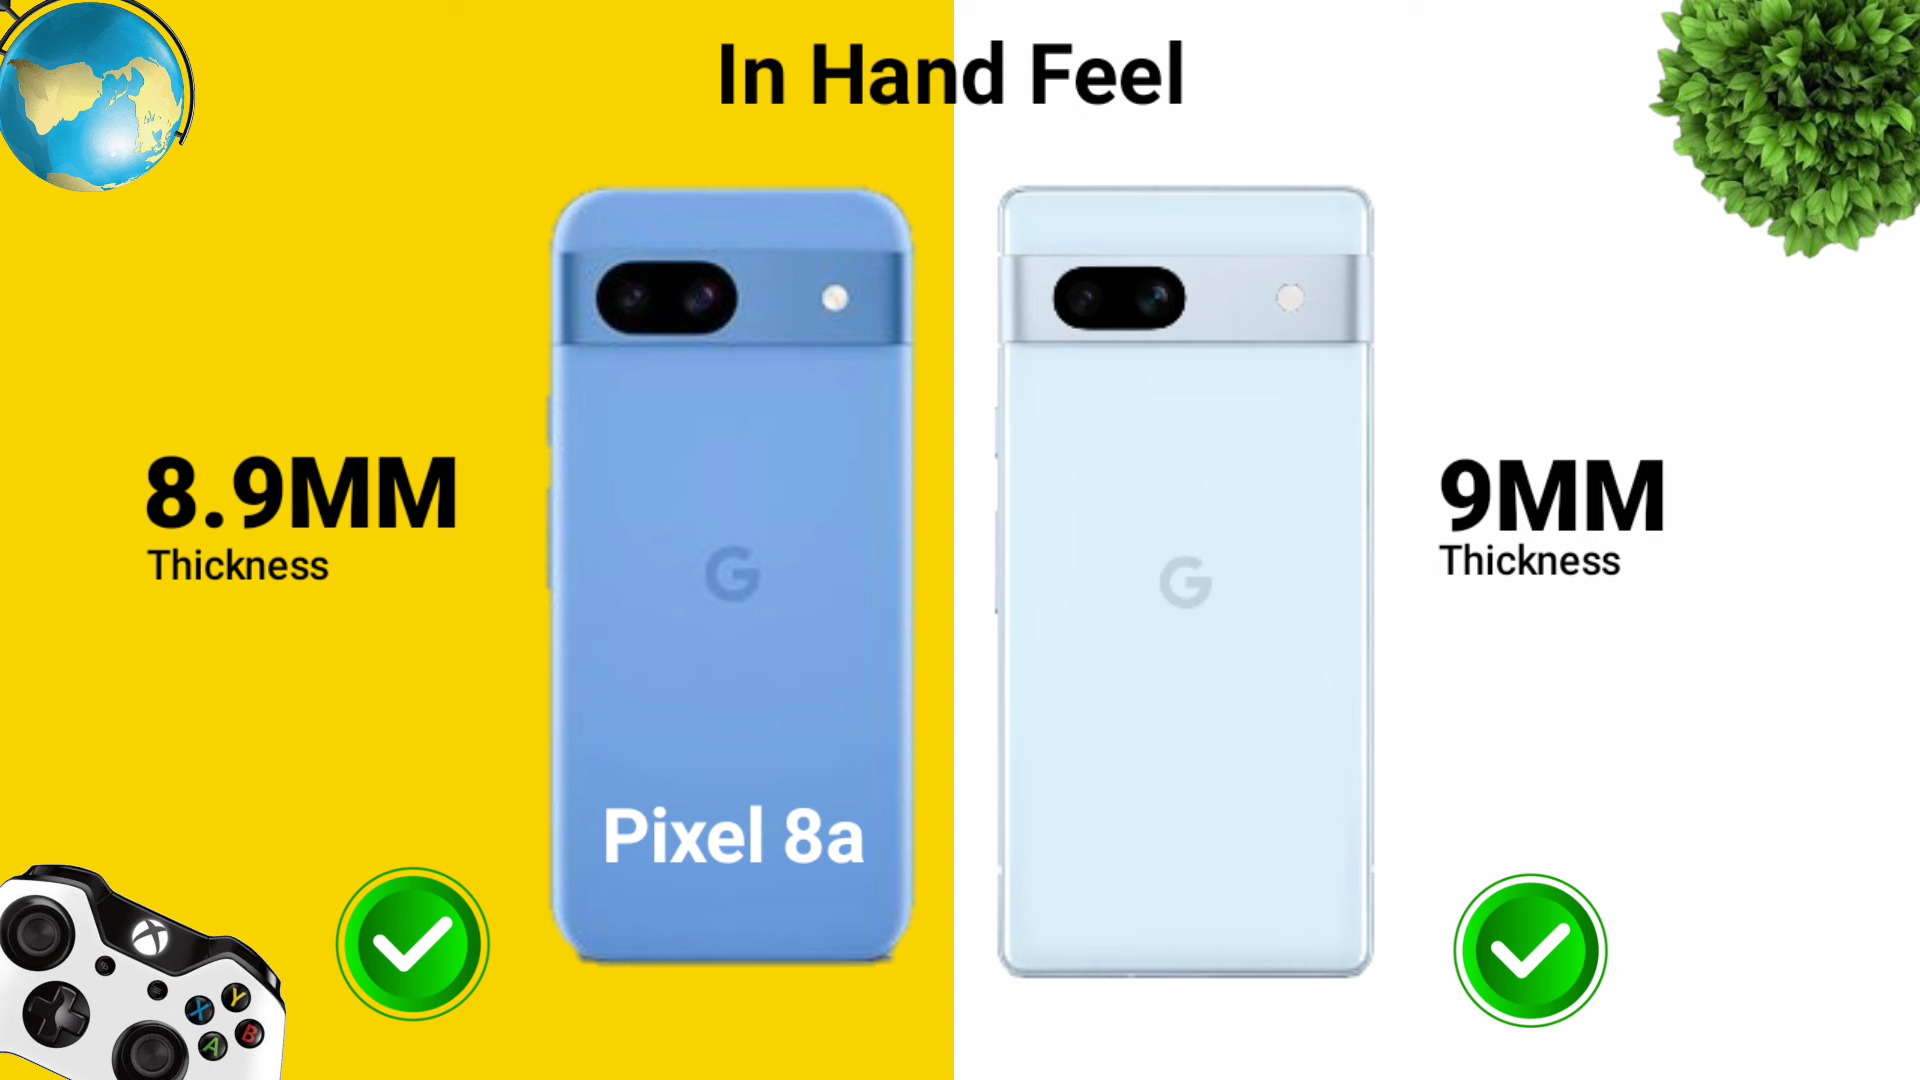 In Hand Feel
8.9MM
Thickness
G
Pixel 8a
G
9MM
Thickness
X
Y
B
A